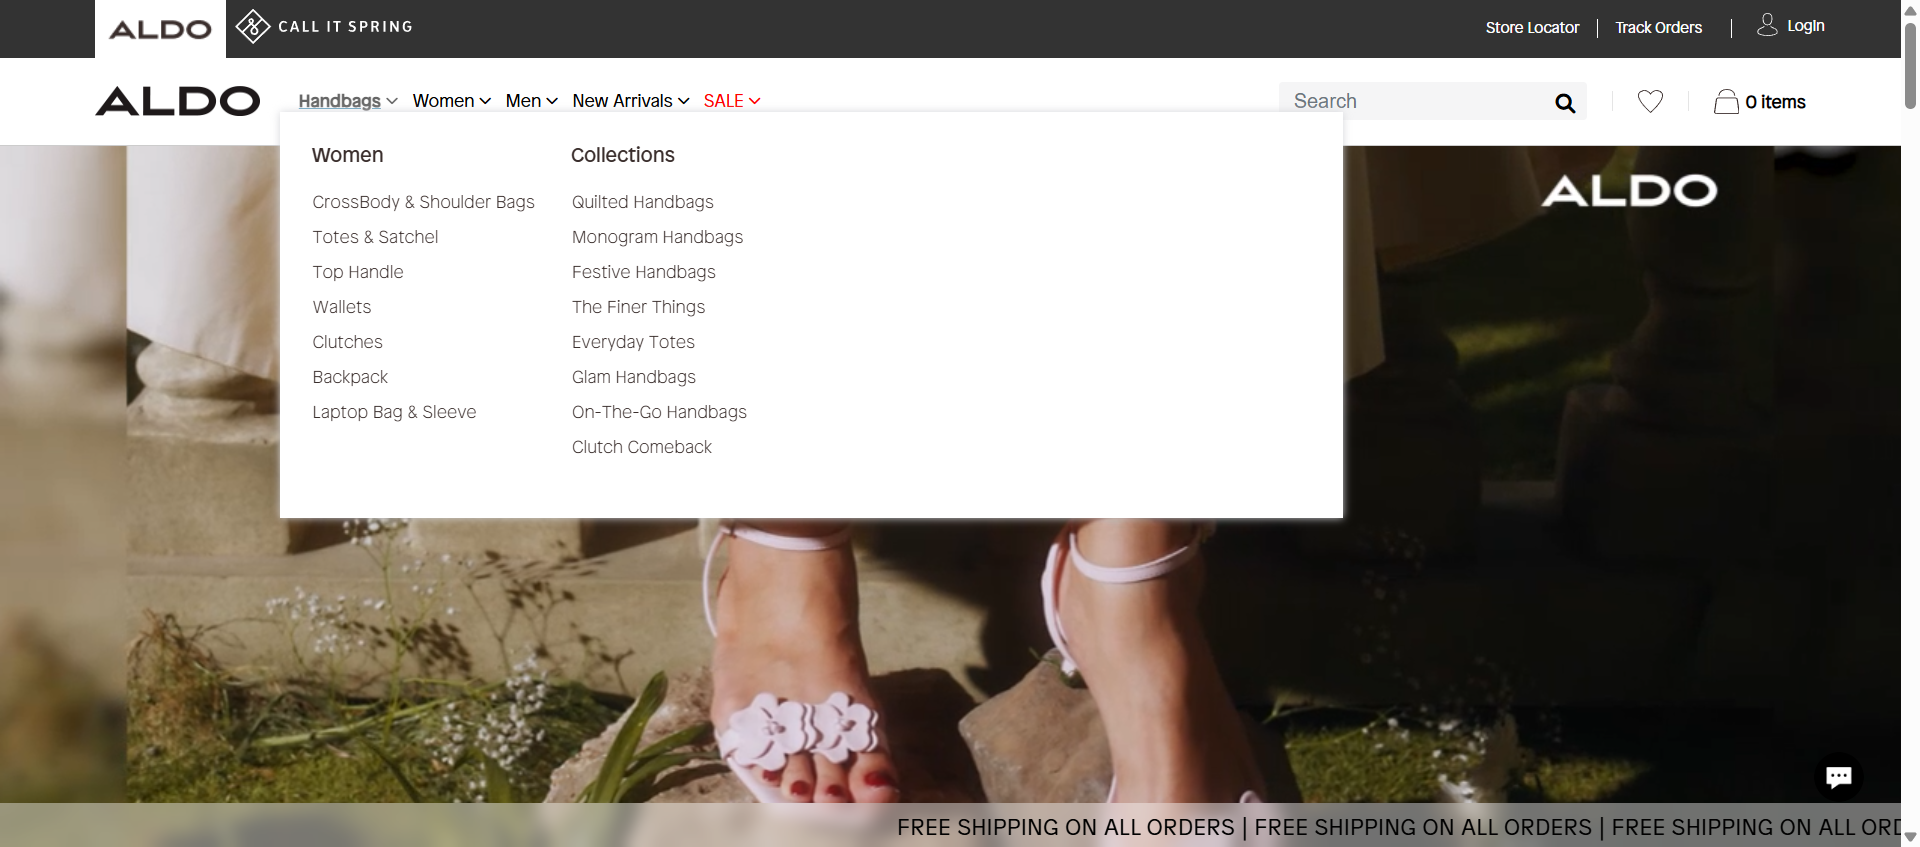 ALDO CALL IT SPRING Store Locator Track Orders Login
ALDO Handbags Women Men New Arrivals SALE Search 0 items
Women
CrossBody & Shoulder Bags
Totes & Satchel
Top Handle
Wallets
Clutches
Backpack
Laptop Bag & Sleeve
Collections
Quilted Handbags
Monogram Handbags
Festive Handbags
The Finer Things
Everyday Totes
Glam Handbags
On-The-Go Handbags
Clutch Comeback
ALDO
FREE SHIPPING ON ALL ORDERS | FREE SHIPPING ON ALL ORDERS | FREE SHIPPING ON ALL ORD